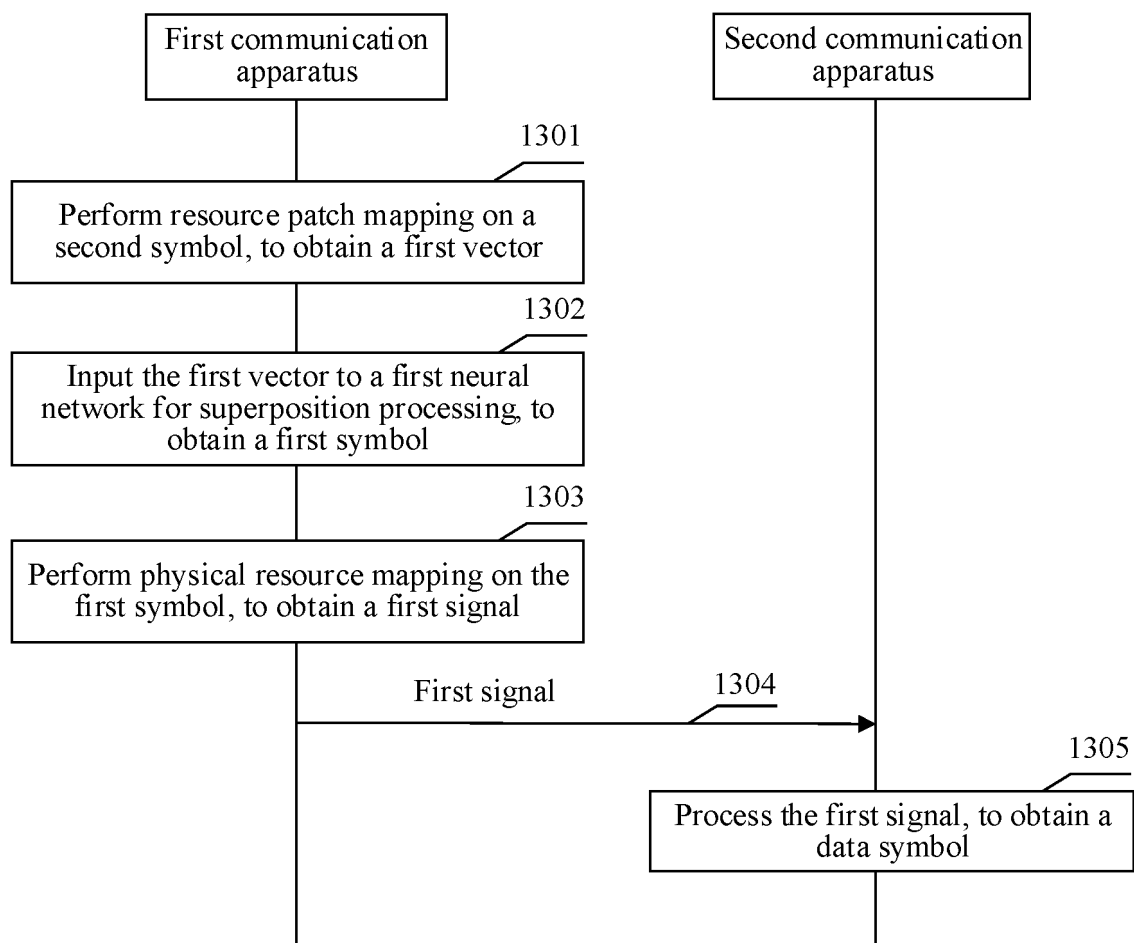 First communication
apparatus
Second communication
apparatus
1301
Perform resource patch mapping on a
second symbol, to obtain a first vector
1302
Input the first vector to a first neural
network for superposition processing, to
obtain a first symbol
1303
Perform physical resource mapping on the
first symbol, to obtain a first signal
First signal
1304
1305
Process the first signal, to obtain a
data symbol